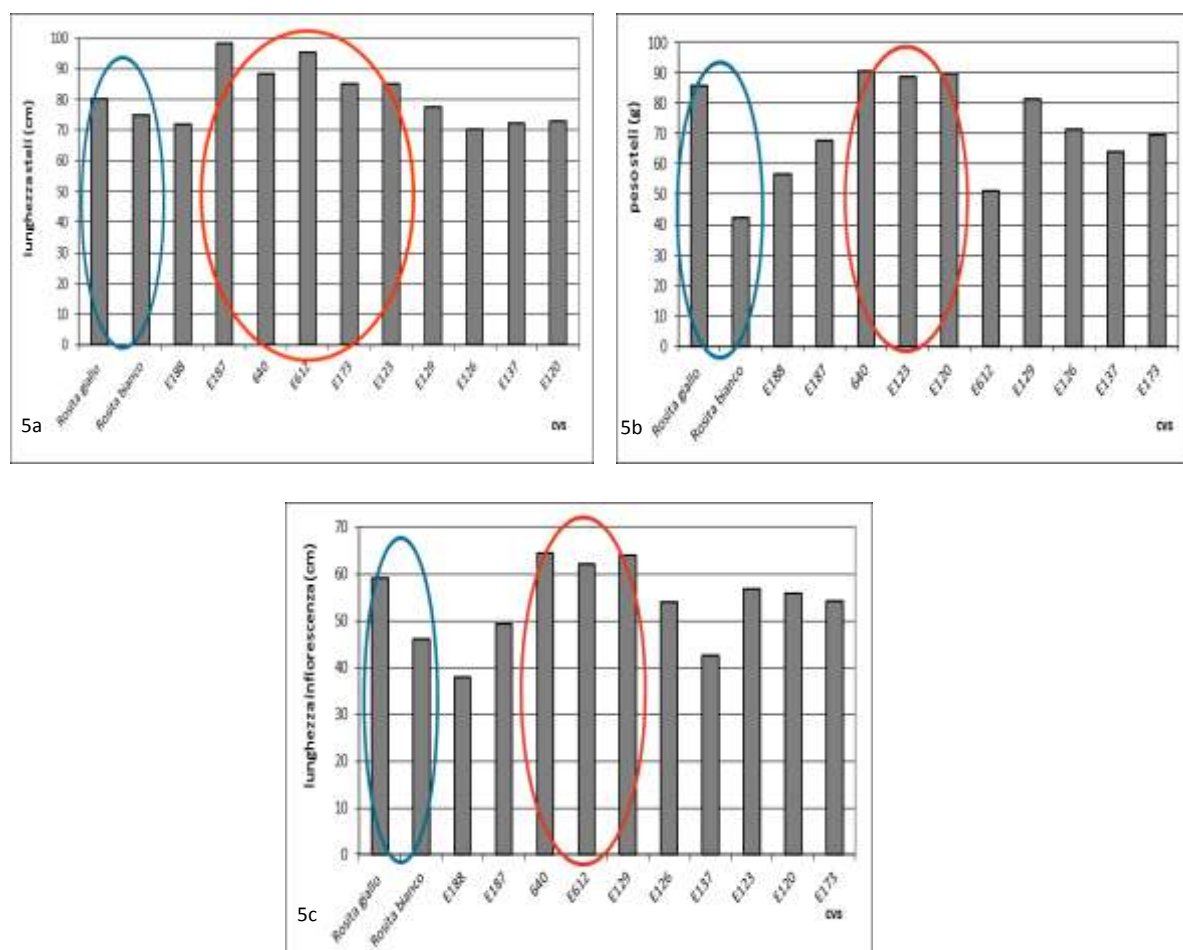 lunghezza steli (cm)
100
90
80
70
60
50
40
30
20
10
0
Rosita giallo
Rosita bianco
E188
E187
640
E612
E173
E123
E129
E126
E137
E120
cvs
5a
peso steli (g)
100
90
80
70
60
50
40
30
20
10
0
Rosita giallo
Rosita bianco
E188
E187
640
E123
E120
E612
E129
E126
E137
E173
cvs
5b
lunghezza infiorescenza (cm)
70
60
50
40
30
20
10
0
Rosita giallo
Rosita bianco
E188
E187
640
E612
E129
E126
E137
E123
E120
E173
cvs
5c